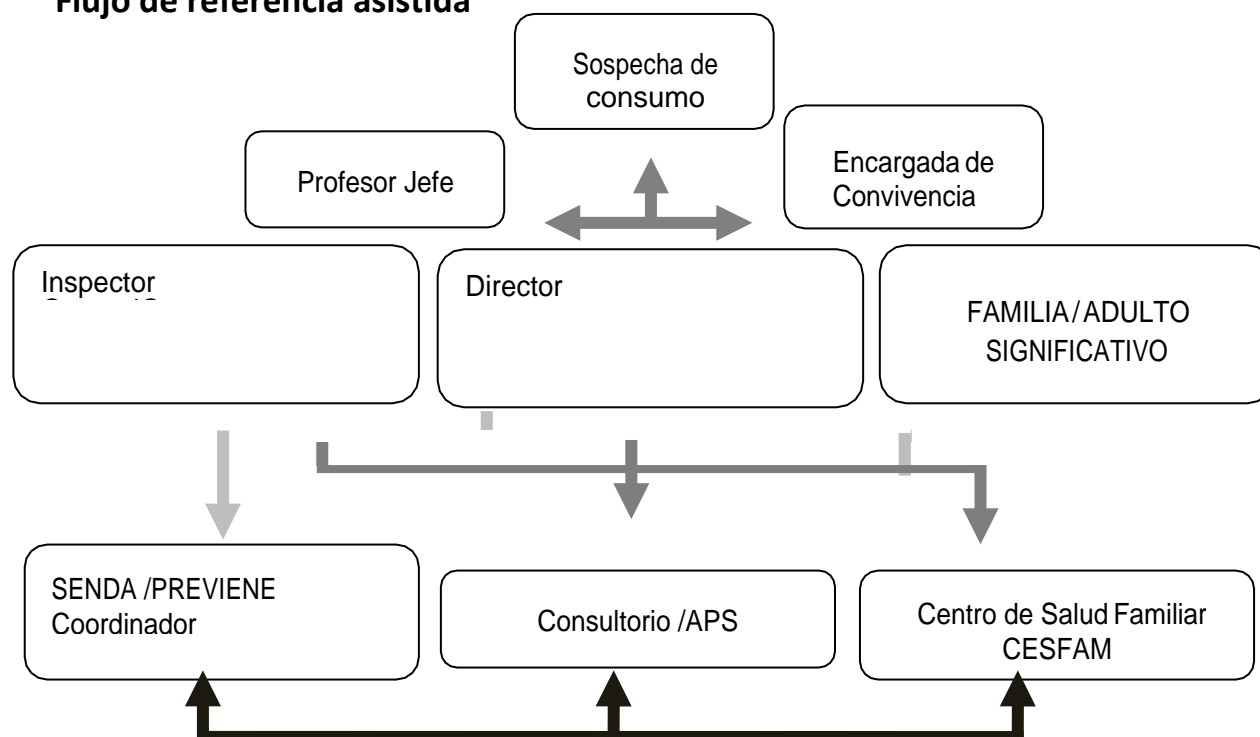 Flujo de referencia asistida
Sospecha de
consumo
Profesor Jefe
Encargada de
Convivencia
Inspector
Director
FAMILIA / ADULTO
SIGNIFICATIVO
SENDA /PREVIENE
Coordinador
Consultorio /APS
Centro de Salud Familiar
CESFAM